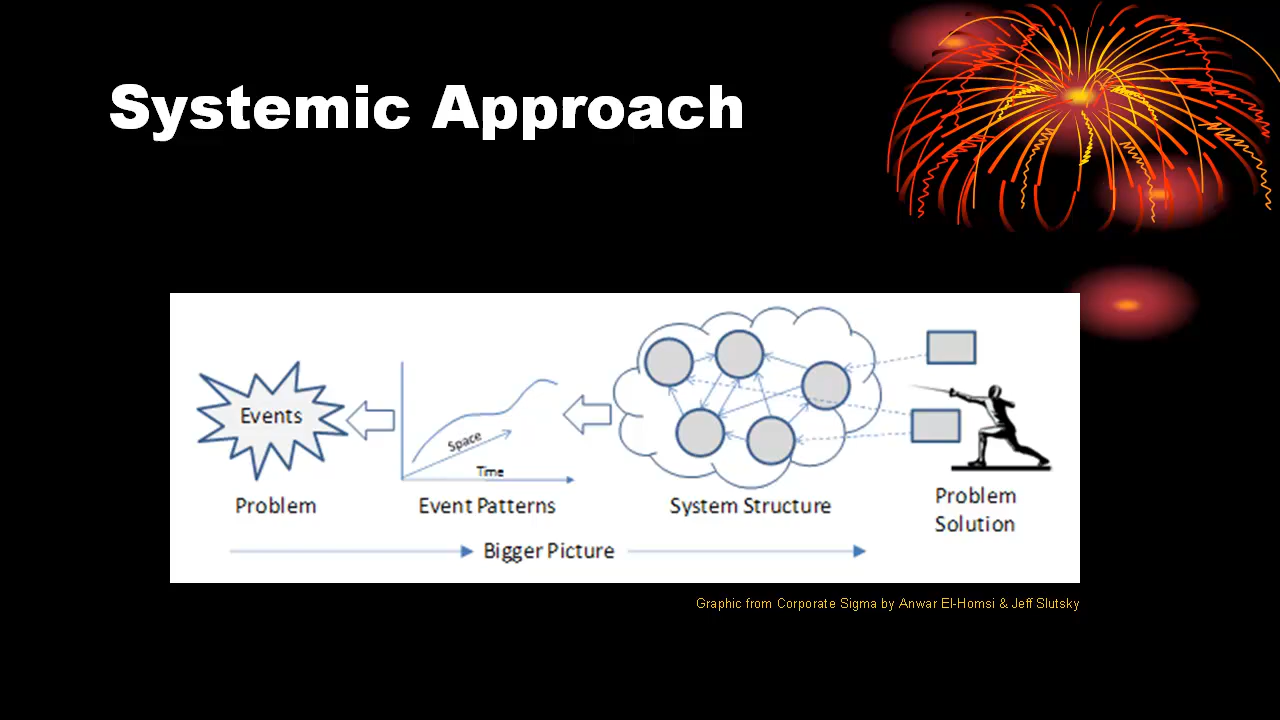 Systemic Approach
Events
Space
Time
Problem
Event Patterns
System Structure
Problem
Solution
Bigger Picture
Graphic from Corporate Sigma by Anwar El-Homsi & Jeff Slutsky